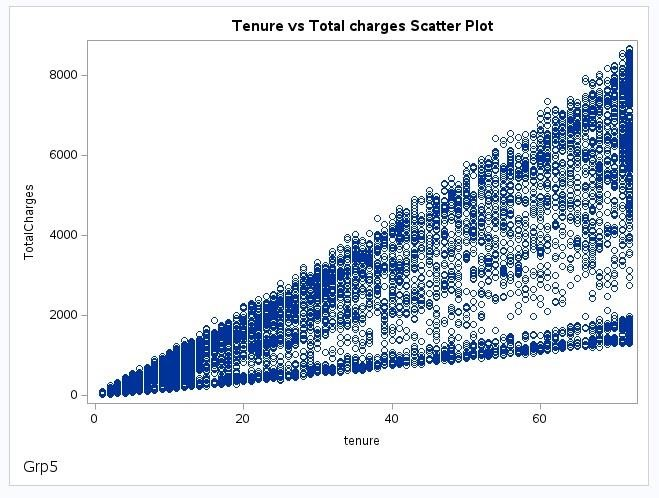 Tenure vs Total charges Scatter Plot
8000
6000
4000
2000
0
TotalCharges
0 20 40 60
tenure
Grp5